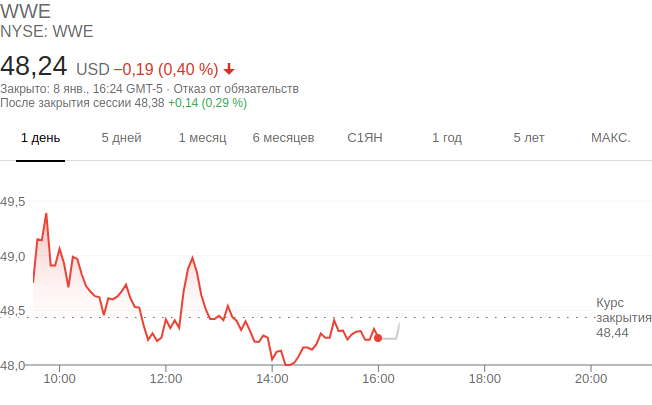 WWE
NYSE: WWE
48,24 USD −0,19 (0,40 %)
Закрыто: 8 янв., 16:24 GMT-5 · Отказ от обязательств
После закрытия сессии 48,38 +0,14 (0,29 %)
1 день 5 дней 1 месяц 6 месяцев С1ЯН 1 год 5 лет МАКС.
49,5
49,0
48,5
Курс
закрытия
48,44
48,0
10:00 12:00 14:00 16:00 18:00 20:00